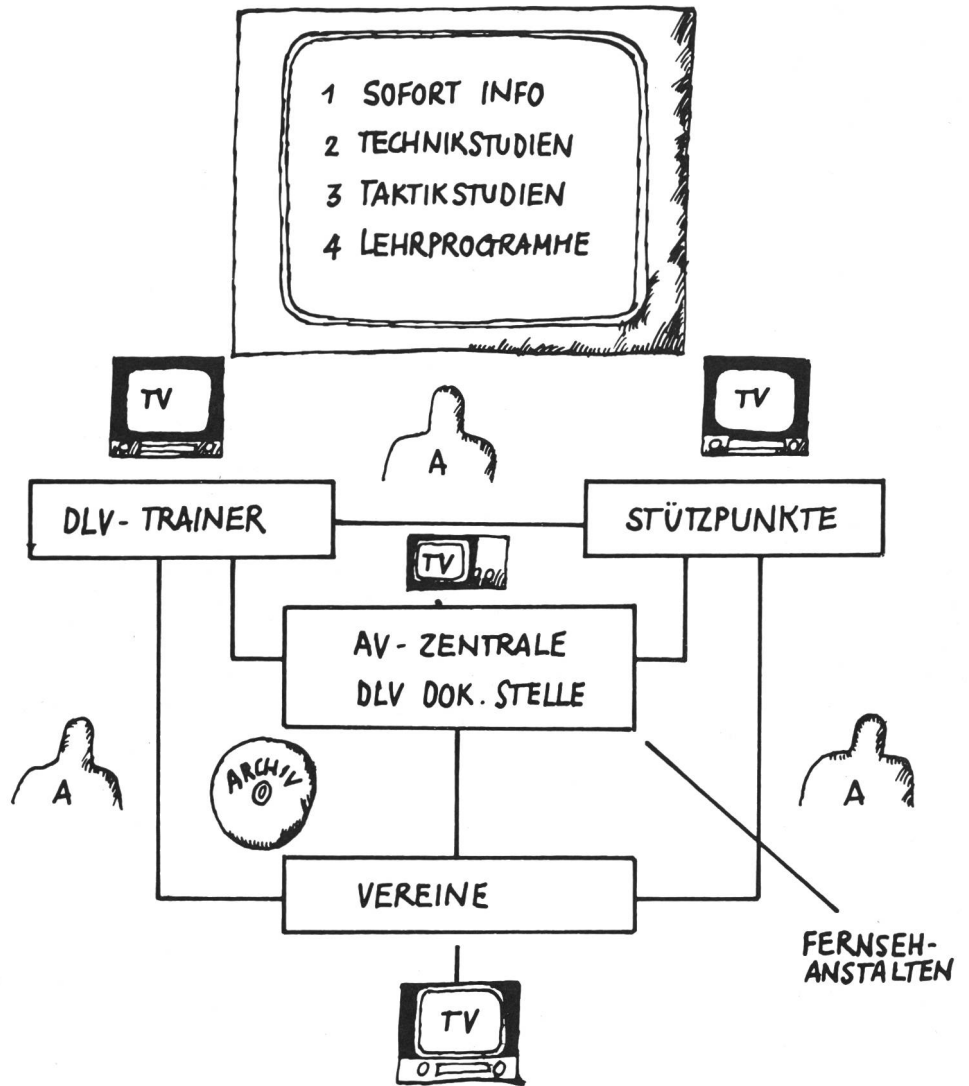 1 SOFORT INFO
2 TECHNIKSTUDIEN
3 TAKTIKSTUDIEN
4 LEHRPROGRAMME
TV
TV
A
DLV-TRAINER
STÜTZPUNKTE
TV
AV-ZENTRALE
DLV DOK. STELLE
A
ARCHIV
A
VEREINE
FERNSEH-
ANSTALTEN
TV